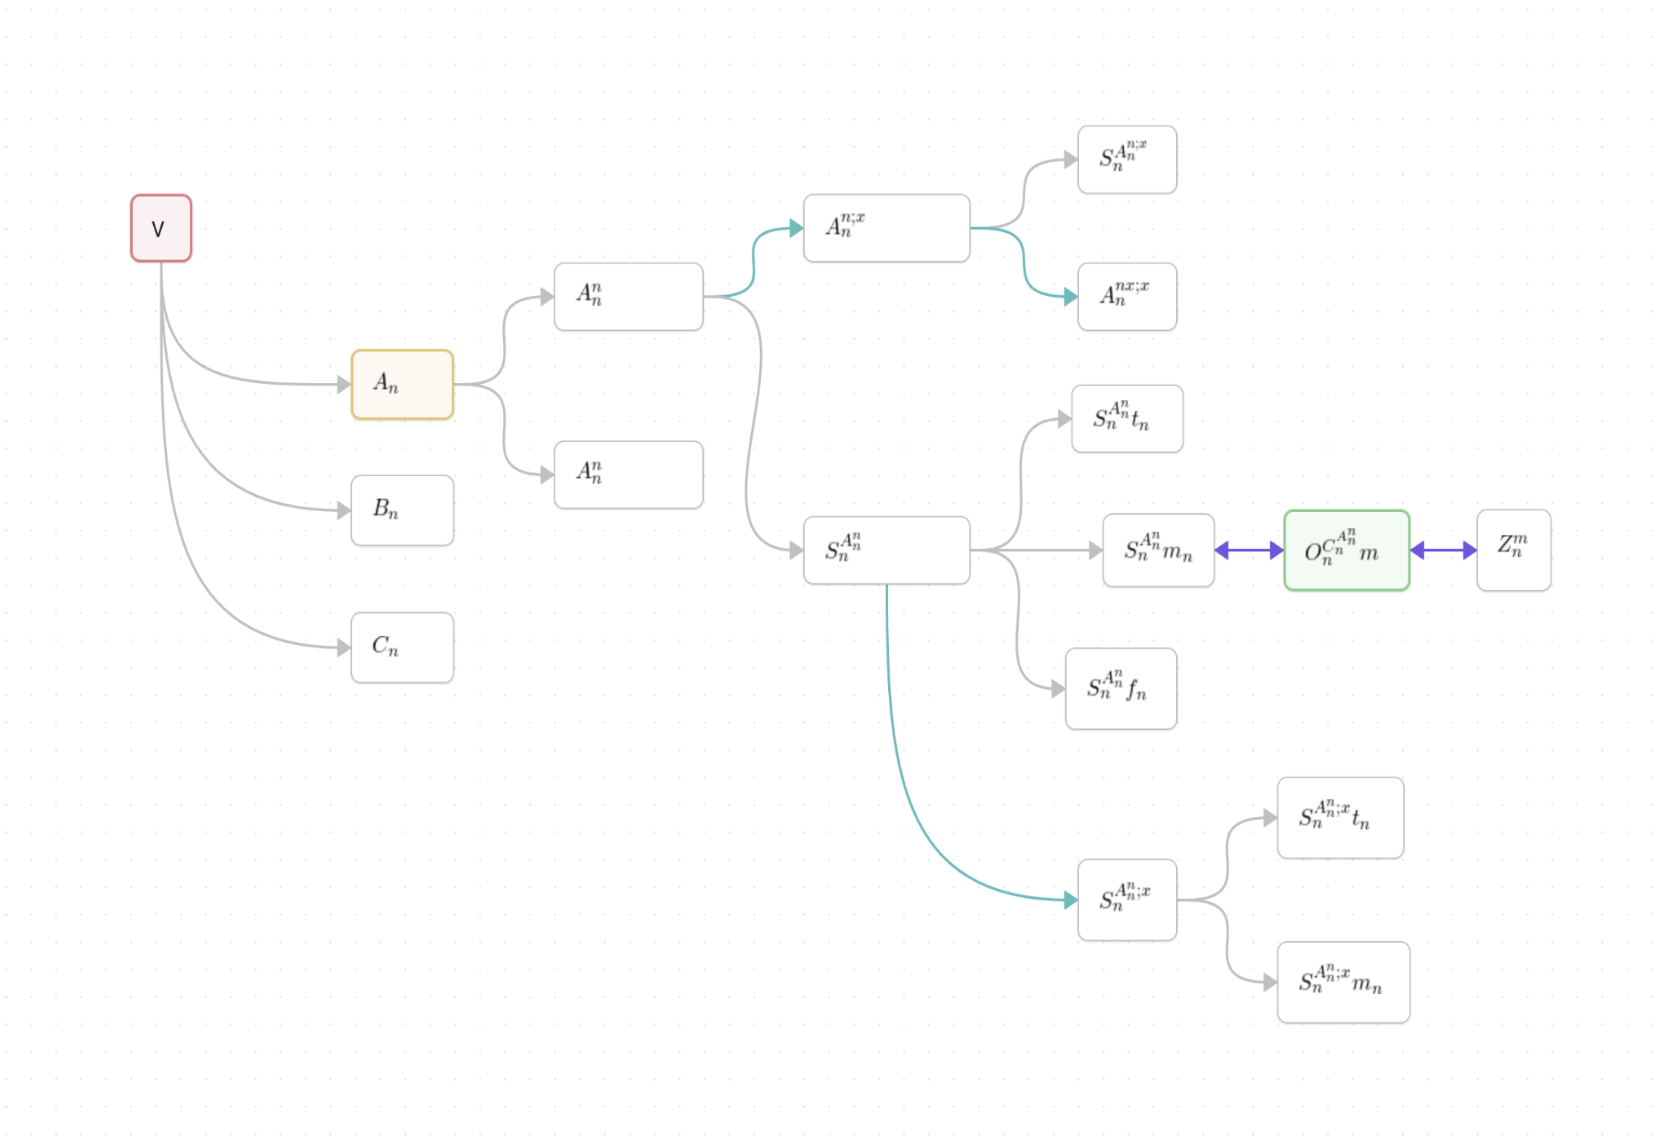 V
$A_n$
$B_n$
$C_n$
$A_n^n$
$A_n^n$
$A_n^{n;x}$
$S_n^{A_n^n}$
$S_n^{A_n^{n;x}}$
$A_n^{nx;x}$
$S_n^{A_n^n} t_n$
$S_n^{A_n^n} m_n$
$O_n^{C_n^{A_n^n}} m$
$Z_n^m$
$S_n^{A_n^n} f_n$
$S_n^{A_n^n;x}$
$S_n^{A_n^n;x} t_n$
$S_n^{A_n^n;x} m_n$